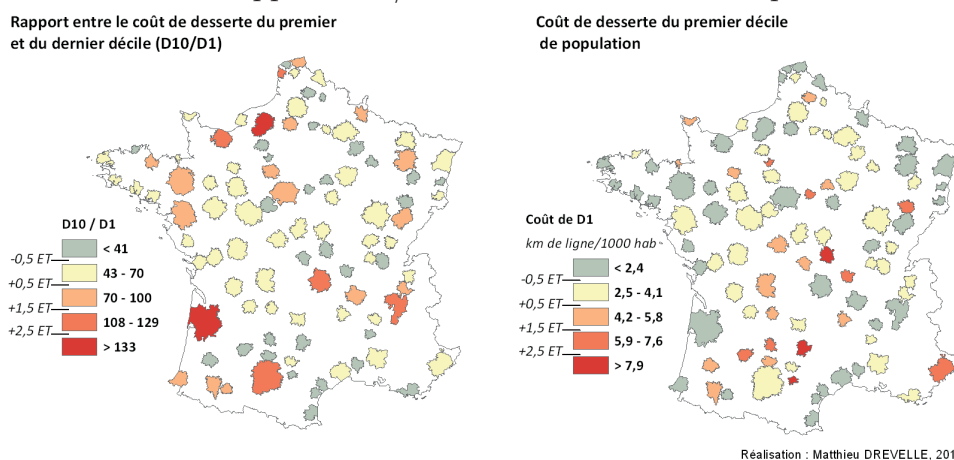 Rapport entre le coût de desserte du premier
et du dernier décile (D10/D1)
D10 / D1
< 41
-0,5 ET
43 - 70
+0,5 ET
70 - 100
+1,5 ET
108 - 129
+2,5 ET
> 133
Coût de desserte du premier décile
de population
Coût de D1
km de ligne/1000 hab
< 2,4
-0,5 ET
2,5 - 4,1
+0,5 ET
4,2 - 5,8
+1,5 ET
5,9 - 7,6
+2,5 ET
> 7,9
Réalisation : Matthieu DREVELLE, 201